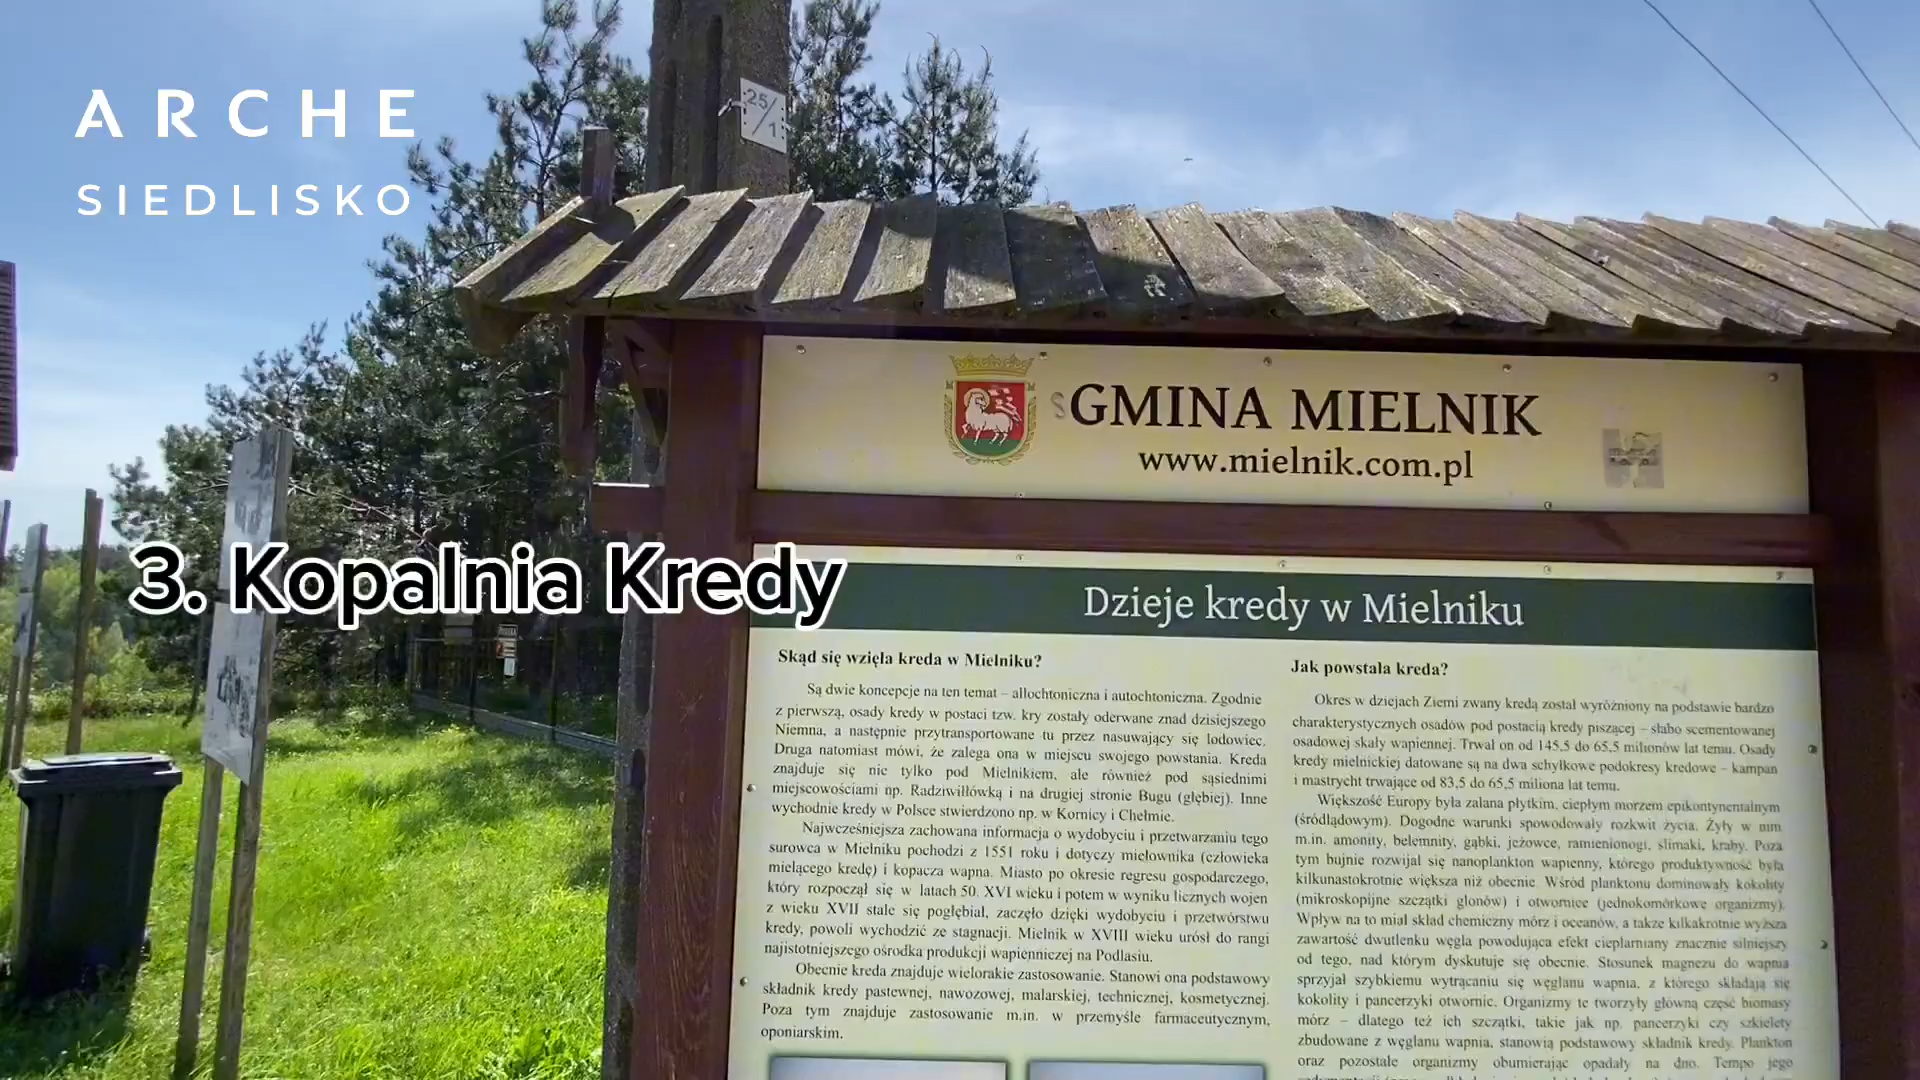 ARCHE
SIEDLISKO
25/
/1
GMINA MIELNIK
www.mielnik.com.pl
3. Kopalnia Kredy
Dzieje kredy w Mielniku
Skąd się wzięła kreda w Mielniku?
Są dwie koncepcje na ten temat – allochtoniczna i autochtoniczna. Zgodnie
z pierwszą, osady kredy w postaci tzw. kry zostały oderwane znad dzisiejszego
Niemna, a następnie przytransportowane tu przez nasuwający się lodowiec.
Druga natomiast mówi, że zalega ona w miejscu swojego powstania. Kreda
znajduje się nie tylko pod Mielnikiem, ale również pod sąsiednimi
miejscowościami np. Radziwiłłówką i na drugiej stronie Bugu (głębiej). Inne
wychodnie kredy w Polsce stwierdzono np. w Kornicy i Chełmie.
Najwcześniejsza zachowana informacja o wydobyciu i przetwarzaniu tego
surowca w Mielniku pochodzi z 1551 roku i dotyczy mielownika (człowieka
mielącego kredę) i kopacza wapna. Miasto po okresie regresu gospodarczego,
który rozpoczął się w latach 50. XVI wieku i potem w wyniku licznych wojen
z wieku XVII stale się pogłębiał, zaczęło dzięki wydobyciu i przetwórstwu
kredy, powoli wychodzić ze stagnacji. Mielnik w XVIII wieku urósł do rangi
najistotniejszego ośrodka produkcji wapienniczej na Podlasiu.
Obecnie kreda znajduje wielorakie zastosowanie. Stanowi ona podstawowy
składnik kredy pastewnej, nawozowej, malarskiej, technicznej, kosmetycznej.
Poza tym znajduje zastosowanie m.in. w przemyśle farmaceutycznym,
oponiarskim.
Jak powstała kreda?
Okres w dziejach Ziemi zwany kredą został wyróżniony na podstawie bardzo
charakterystycznych osadów pod postacią kredy piszącej – słabo scementowanej
osadowej skały wapiennej. Trwał on od 145,5 do 65,5 milionów lat temu. Osady
kredy mielnickiej datowane są na dwa schyłkowe podokresy kredowe – kampan
i mastrycht trwające od 83,5 do 65,5 miliona lat temu.
Większość Europy była zalana płytkim, ciepłym morzem epikontynentalnym
(śródlądowym). Dogodne warunki spowodowały rozkwit życia. Żyły w nim
m.in. amonity, belemnity, gąbki, jeżowce, ramienionogi, ślimaki, kraby. Poza
tym bujnie rozwijał się nanoplankton wapienny, którego produktywność była
kilkunastokrotnie większa niż obecnie. Wśród planktonu dominowały kokolity
(mikroskopijne szczątki glonów) i otwornice (jednokomórkowe organizmy).
Wpływ na to miał skład chemiczny mórz i oceanów, a także kilkakrotnie wyższa
zawartość dwutlenku węgla powodująca efekt cieplarniany znacznie silniejszy
od tego, nad którym dyskutuje się obecnie. Stosunek magnezu do wapnia
sprzyjał szybkiemu wytrącaniu się węglanu wapnia, z którego składają się
kokolity i pancerzyki otwornic. Organizmy te tworzyły główną część biomasy
mórz – dlatego też ich szczątki, takie jak np. pancerzyki czy szkielety
zbudowane z węglanu wapnia, stanowią podstawowy składnik kredy. Plankton
oraz pozostałe organizmy obumierając opadały na dno. Tempo jego